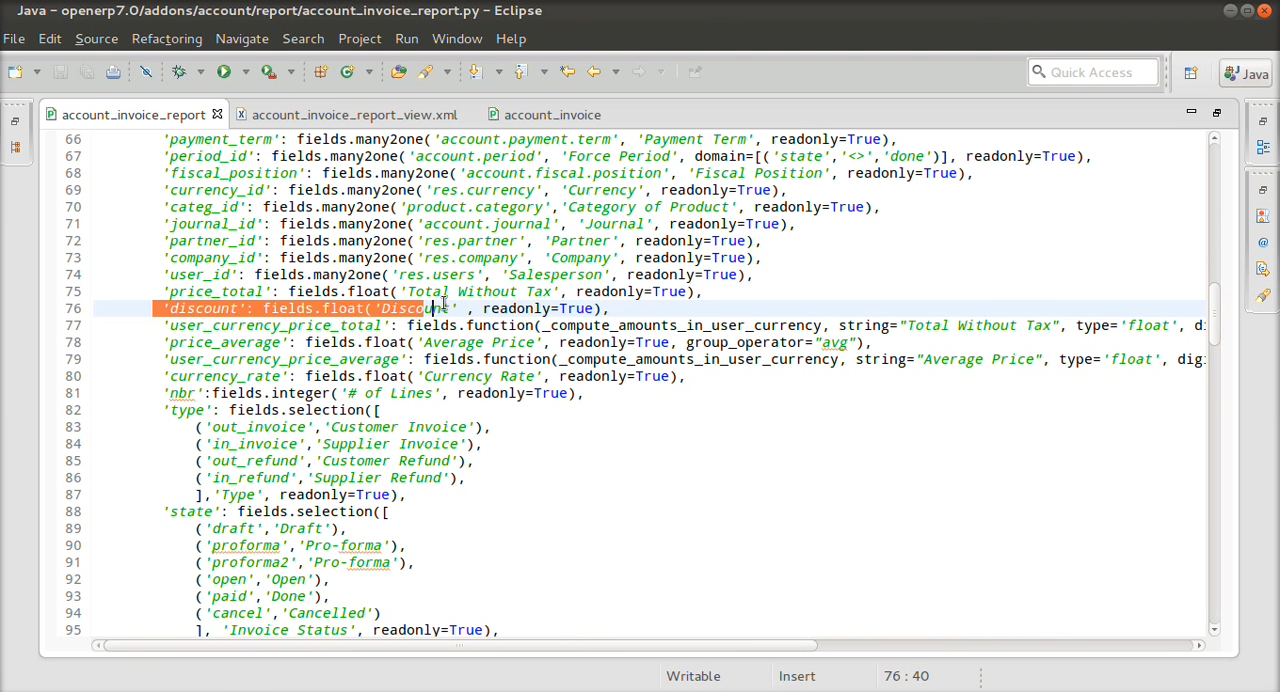 Java – openerp7.0/addons/account/report/account_invoice_report.py – Eclipse
File Edit Source Refactoring Navigate Search Project Run Window Help
Quick Access Java
account_invoice_report account_invoice_report_view.xml account_invoice
66 'payment_term': fields.many2one('account.payment.term', 'Payment Term', readonly=True),
67 'period_id': fields.many2one('account.period', 'Force Period', domain=[('state','<>','done')], readonly=True),
68 'fiscal_position': fields.many2one('account.fiscal.position', 'Fiscal Position', readonly=True),
69 'currency_id': fields.many2one('res.currency', 'Currency', readonly=True),
70 'categ_id': fields.many2one('product.category','Category of Product', readonly=True),
71 'journal_id': fields.many2one('account.journal', 'Journal', readonly=True),
72 'partner_id': fields.many2one('res.partner', 'Partner', readonly=True),
73 'company_id': fields.many2one('res.company', 'Company', readonly=True),
74 'user_id': fields.many2one('res.users', 'Salesperson', readonly=True),
75 'price_total': fields.float('Total Without Tax', readonly=True),
76 'discount': fields.float('Discount' , readonly=True),
77 'user_currency_price_total': fields.function(_compute_amounts_in_user_currency, string="Total Without Tax", type='float', di
78 'price_average': fields.float('Average Price', readonly=True, group_operator="avg"),
79 'user_currency_price_average': fields.function(_compute_amounts_in_user_currency, string="Average Price", type='float', digi
80 'currency_rate': fields.float('Currency Rate', readonly=True),
81 'nbr':fields.integer('# of Lines', readonly=True),
82 'type': fields.selection([
83 ('out_invoice','Customer Invoice'),
84 ('in_invoice','Supplier Invoice'),
85 ('out_refund','Customer Refund'),
86 ('in_refund','Supplier Refund'),
87 ],'Type', readonly=True),
88 'state': fields.selection([
89 ('draft','Draft'),
90 ('proforma','Pro-forma'),
91 ('proforma2','Pro-forma'),
92 ('open','Open'),
93 ('paid','Done'),
94 ('cancel','Cancelled')
95 ], 'Invoice Status', readonly=True),
Writable Insert 76 : 40